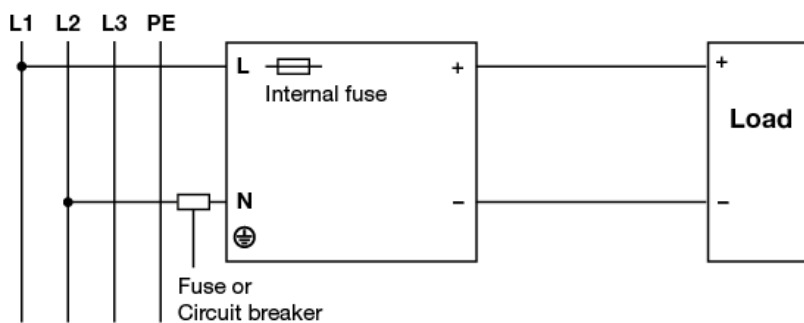 L1 L2 L3 PE
L
+
+
Internal fuse
Load
N
−
−
Fuse or
Circuit breaker